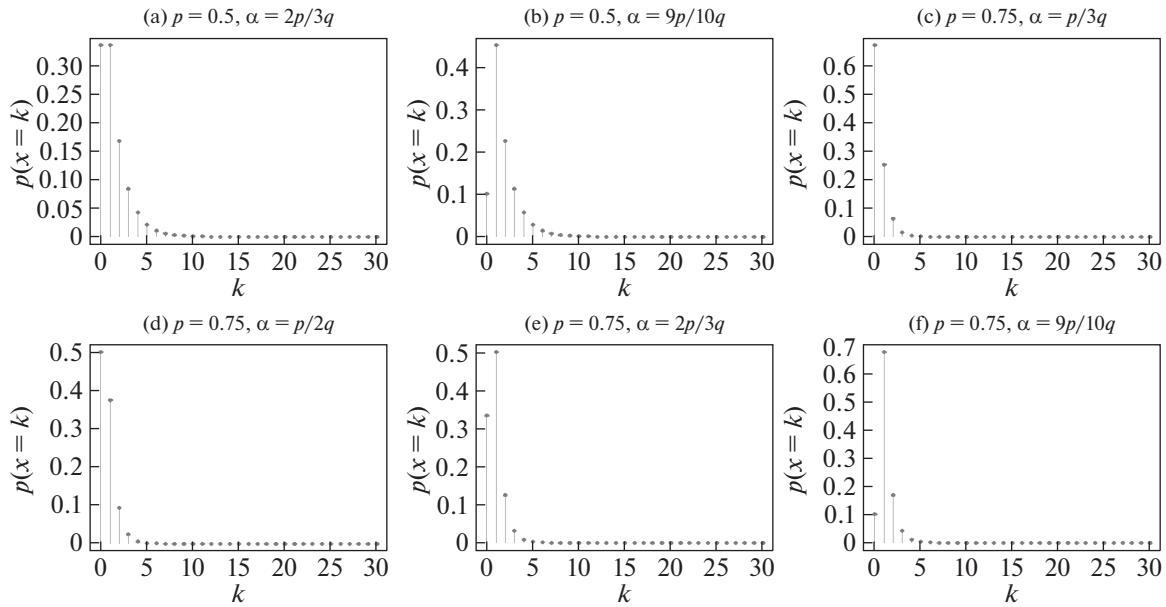 (a) p = 0.5, α = 2p/3q
p(x = k)
0.30
0.25
0.20
0.15
0.10
0.05
0
0 5 10 15 20 25 30
k
(b) p = 0.5, α = 9p/10q
p(x = k)
0.4
0.3
0.2
0.1
0
0 5 10 15 20 25 30
k
(c) p = 0.75, α = p/3q
p(x = k)
0.6
0.5
0.4
0.3
0.2
0.1
0
0 5 10 15 20 25 30
k
(d) p = 0.75, α = p/2q
p(x = k)
0.5
0.4
0.3
0.2
0.1
0
0 5 10 15 20 25 30
k
(e) p = 0.75, α = 2p/3q
p(x = k)
0.5
0.4
0.3
0.2
0.1
0
0 5 10 15 20 25 30
k
(f) p = 0.75, α = 9p/10q
p(x = k)
0.7
0.6
0.5
0.4
0.3
0.2
0.1
0
0 5 10 15 20 25 30
k